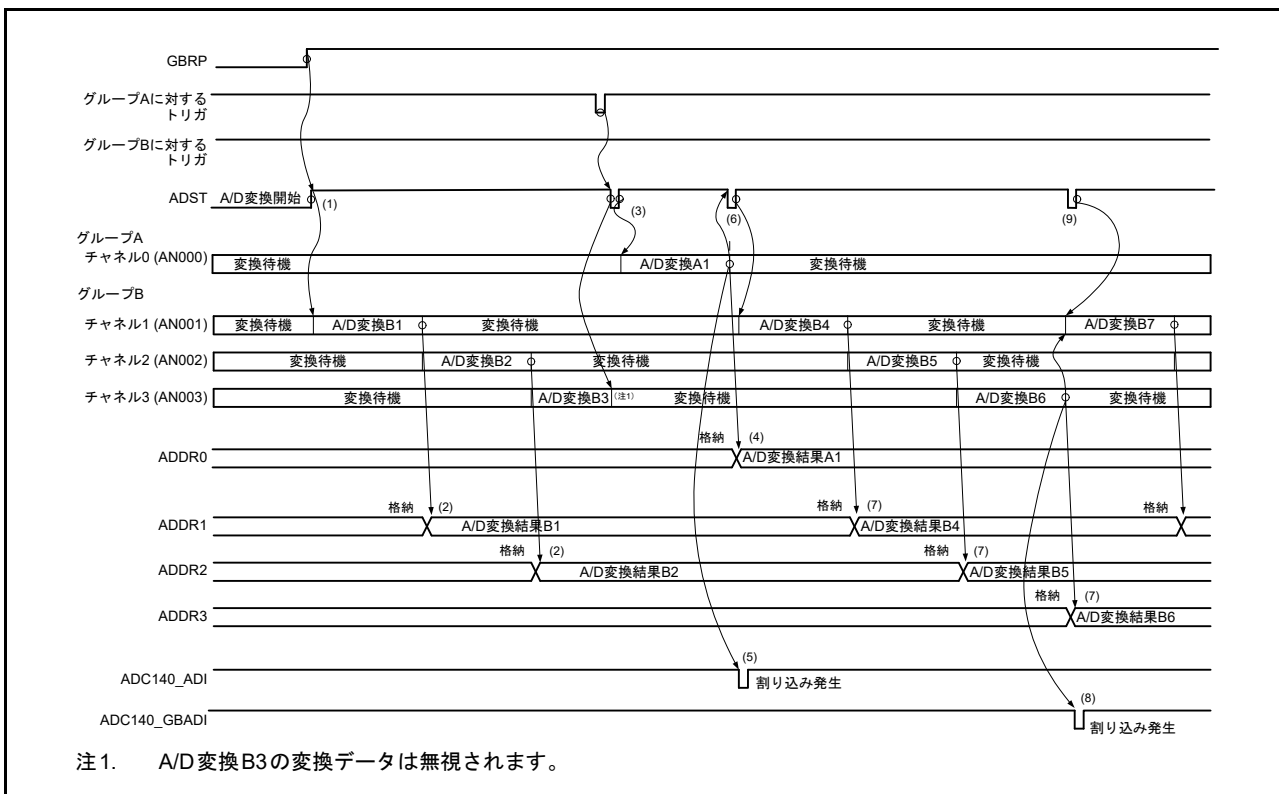 GBRP
グループAに対する
トリガ
グループBに対する
トリガ
ADST A/D変換開始 (1) (3) (6) (9)
グループA
チャネル0 (AN000) 変換待機 A/D変換A1 変換待機
グループB
チャネル1 (AN001) 変換待機 A/D変換B1 変換待機 A/D変換B4 変換待機 A/D変換B7
チャネル2 (AN002) 変換待機 A/D変換B2 変換待機 A/D変換B5 変換待機
チャネル3 (AN003) 変換待機 A/D変換B3 (注1) 変換待機 A/D変換B6 変換待機
格納 (4)
ADDR0 A/D変換結果A1
格納 (2) 格納 (7) 格納
ADDR1 A/D変換結果B1 A/D変換結果B4
格納 (2) 格納 (7)
ADDR2 A/D変換結果B2 A/D変換結果B5
格納 (7)
ADDR3 A/D変換結果B6
(5)
ADC140_ADI 割り込み発生
(8)
ADC140_GBADI 割り込み発生
注1. A/D変換B3の変換データは無視されます。